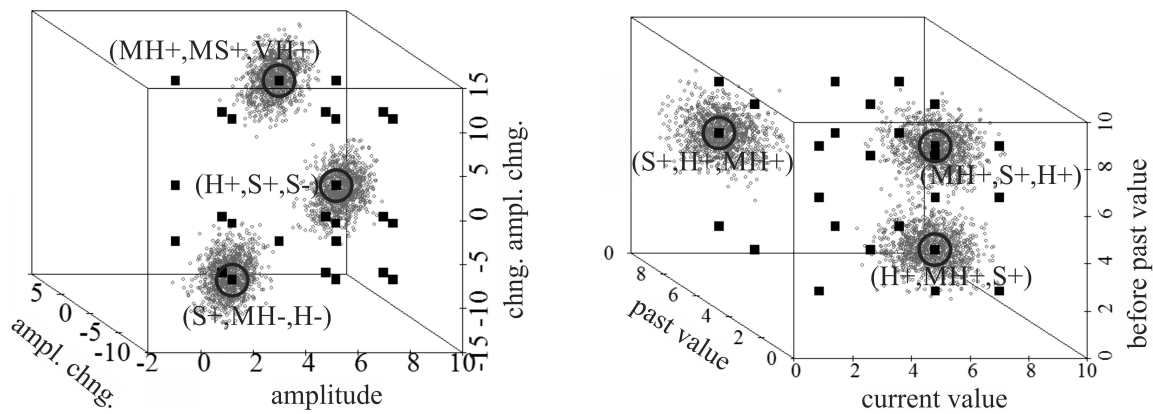 (MH+,MS+,VH+)
(H+,S+,S-)
(S+,MH-,H-)
15
10
5
0
-5
-10
-15
chng. ampl. chng.
5
0
-5
-10
ampl. chng.
-2 0 2 4 6 8 10
amplitude
(S+,H+,MH+)
(MH+,S+,H+)
(H+,MH+,S+)
10
8
6
4
2
0
before past value
0
8
6
4
2
0
past value
0 2 4 6 8 10
current value